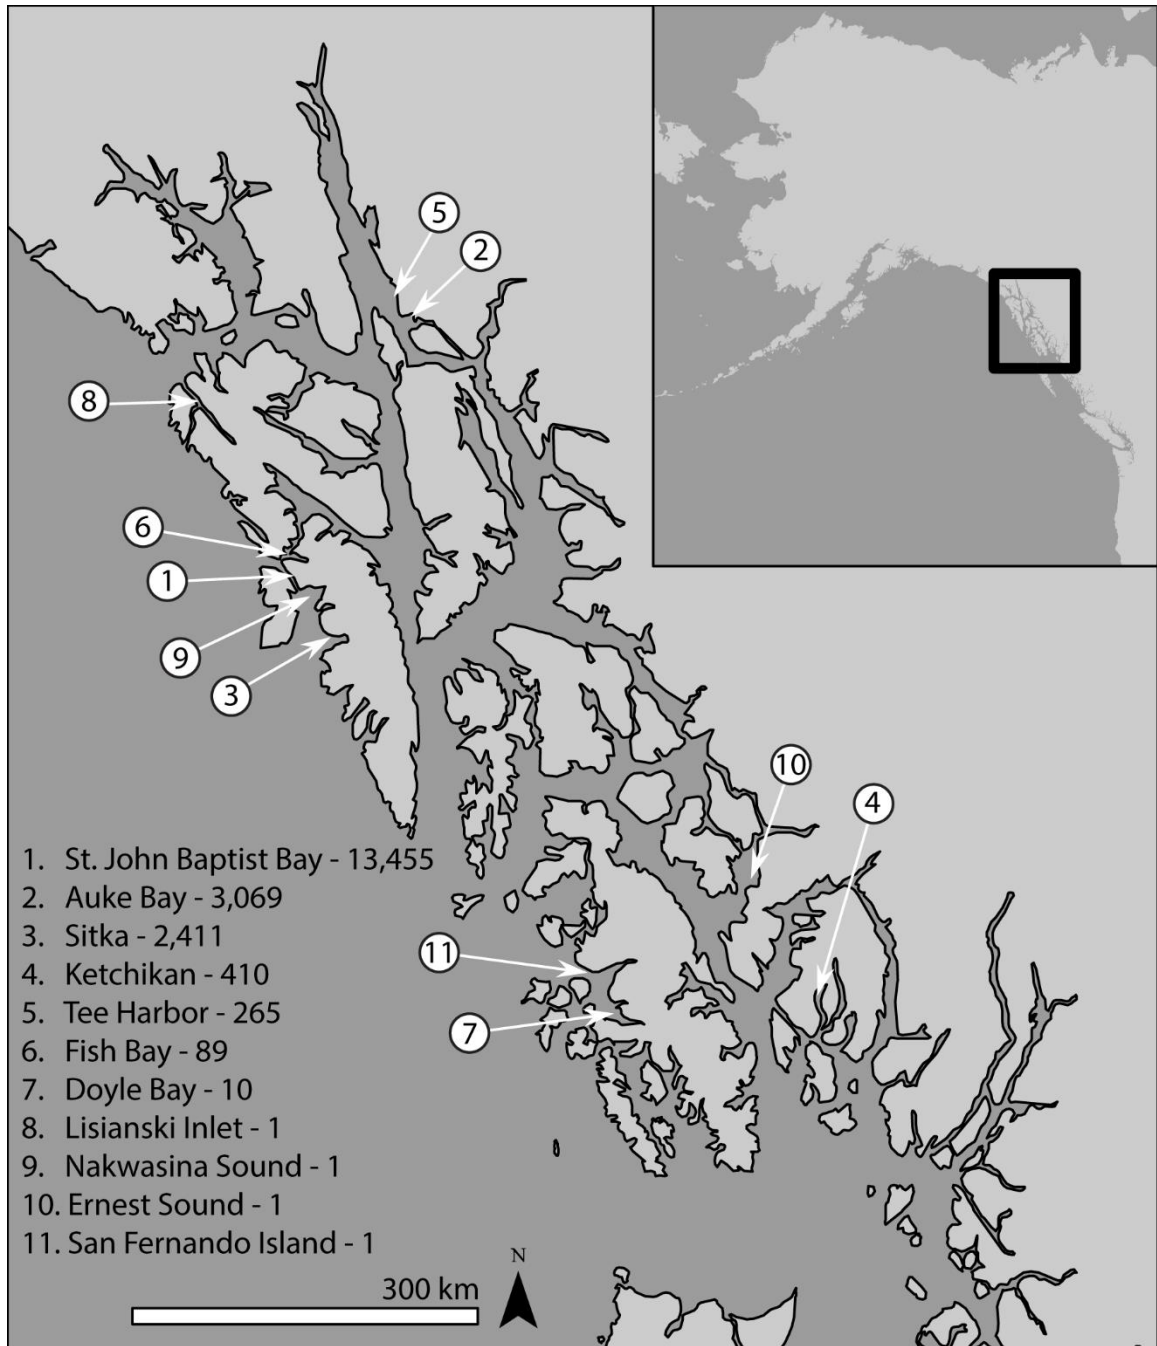 5
2
8
6
1
9
3
10
4
11
7
1. St. John Baptist Bay - 13,455
2. Auke Bay - 3,069
3. Sitka - 2,411
4. Ketchikan - 410
5. Tee Harbor - 265
6. Fish Bay - 89
7. Doyle Bay - 10
8. Lisianski Inlet - 1
9. Nakwasina Sound - 1
10. Ernest Sound - 1
11. San Fernando Island - 1
N
300 km